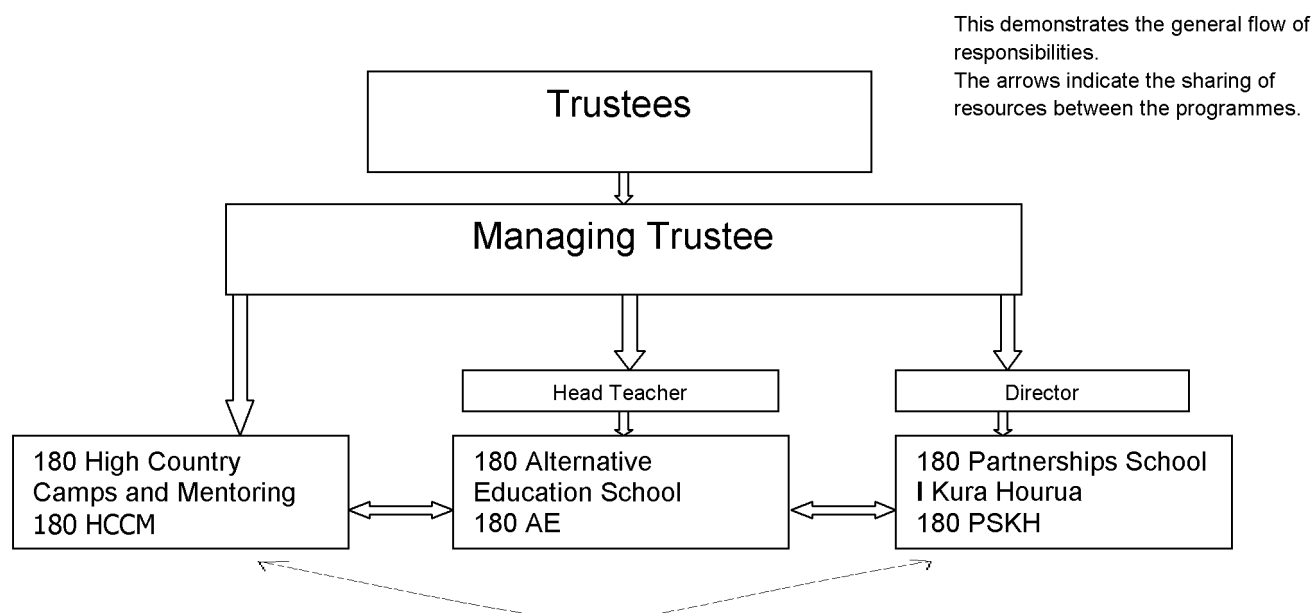 This demonstrates the general flow of
responsibilities.
The arrows indicate the sharing of
resources between the programmes.
Trustees
Managing Trustee
Head Teacher
Director
180 High Country
Camps and Mentoring
180 HCCM
180 Alternative
Education School
180 AE
180 Partnerships School
I Kura Hourua
180 PSKH